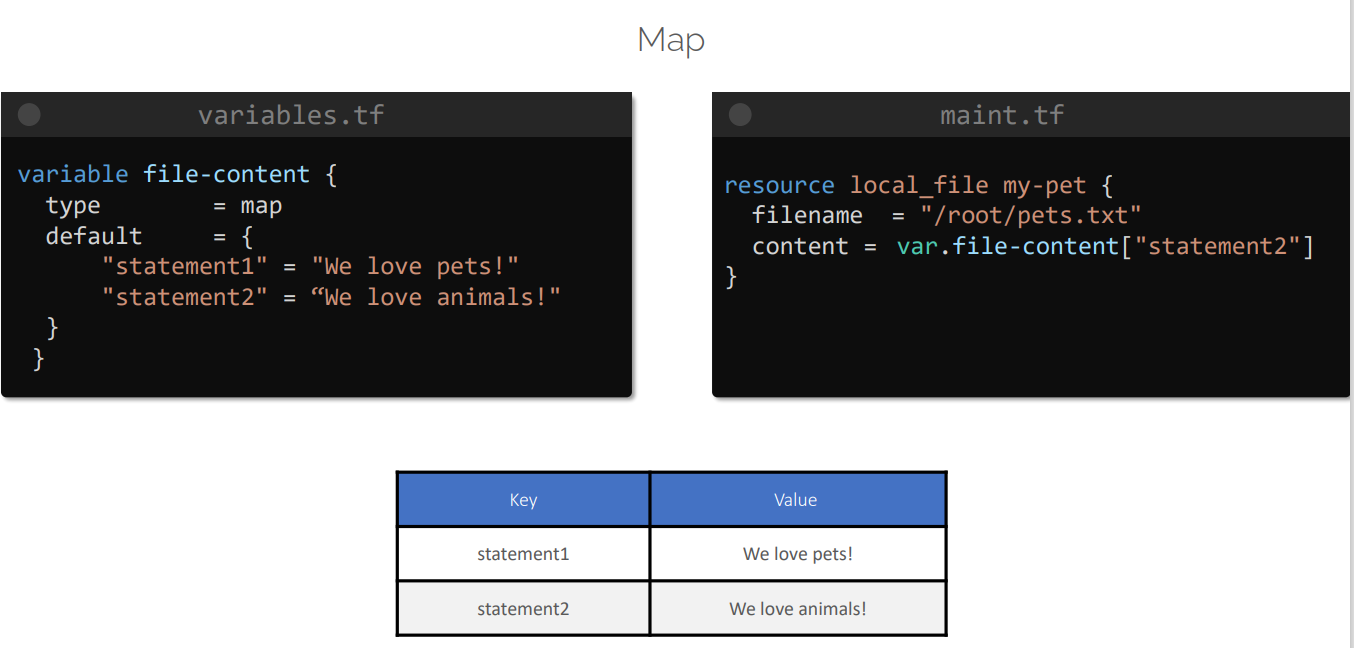 Map
variables.tf
variable file-content {
  type        = map
  default     = {
      "statement1" = "We love pets!"
      "statement2" = “We love animals!"
  }
 }
maint.tf
resource local_file my-pet {
  filename  = "/root/pets.txt"
  content = var.file-content["statement2"]
}
Key Value
statement1 We love pets!
statement2 We love animals!